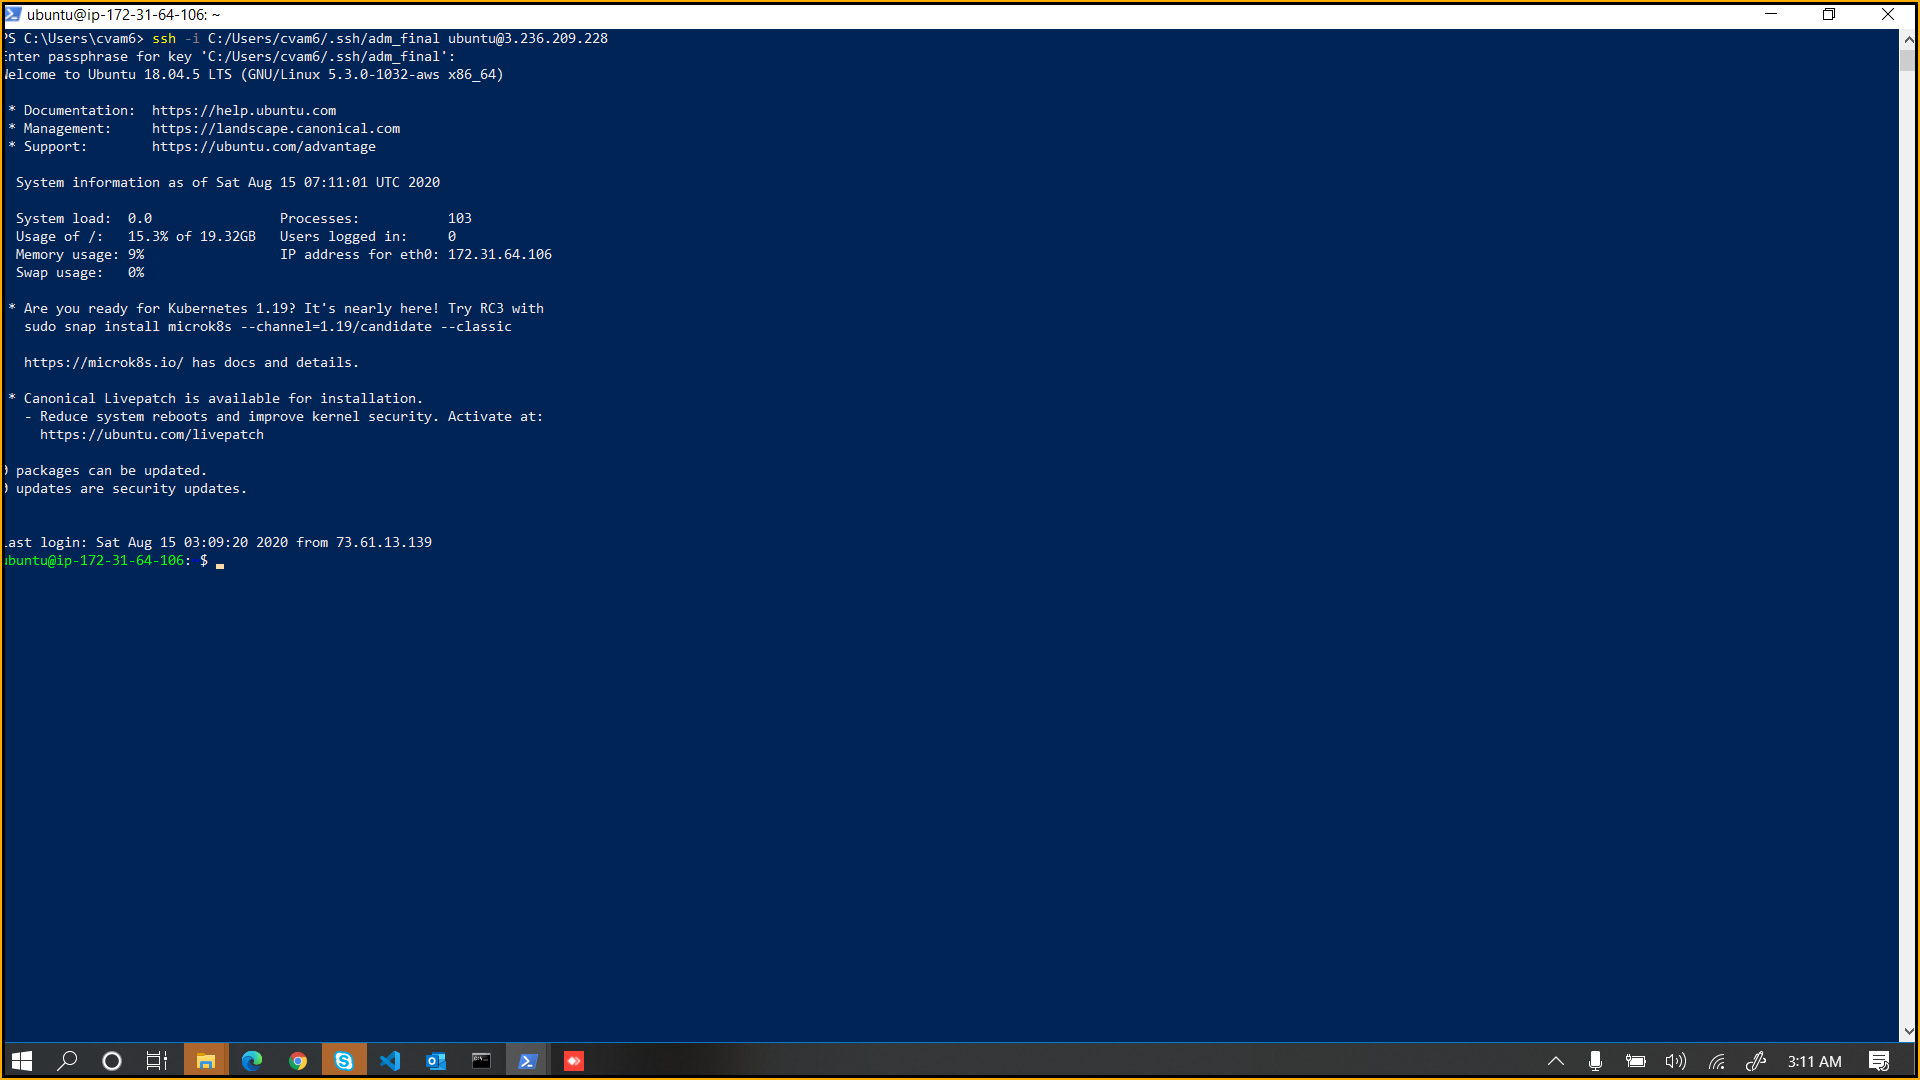 ubuntu@ip-172-31-64-106: ~
PS C:\Users\cvam6> ssh -i C:/Users/cvam6/.ssh/adm_final ubuntu@3.236.209.228
Enter passphrase for key 'C:/Users/cvam6/.ssh/adm_final':
Welcome to Ubuntu 18.04.5 LTS (GNU/Linux 5.3.0-1032-aws x86_64)
* Documentation:  https://help.ubuntu.com
* Management:     https://landscape.canonical.com
* Support:        https://ubuntu.com/advantage
System information as of Sat Aug 15 07:11:01 UTC 2020
System load:  0.0                Processes:           103
Usage of /:   15.3% of 19.32GB   Users logged in:     0
Memory usage: 9%                 IP address for eth0: 172.31.64.106
Swap usage:   0%
* Are you ready for Kubernetes 1.19? It's nearly here! Try RC3 with
sudo snap install microk8s --channel=1.19/candidate --classic
https://microk8s.io/ has docs and details.
* Canonical Livepatch is available for installation.
- Reduce system reboots and improve kernel security. Activate at:
https://ubuntu.com/livepatch
0 packages can be updated.
0 updates are security updates.
Last login: Sat Aug 15 03:09:20 2020 from 73.61.13.139
ubuntu@ip-172-31-64-106: $
3:11 AM